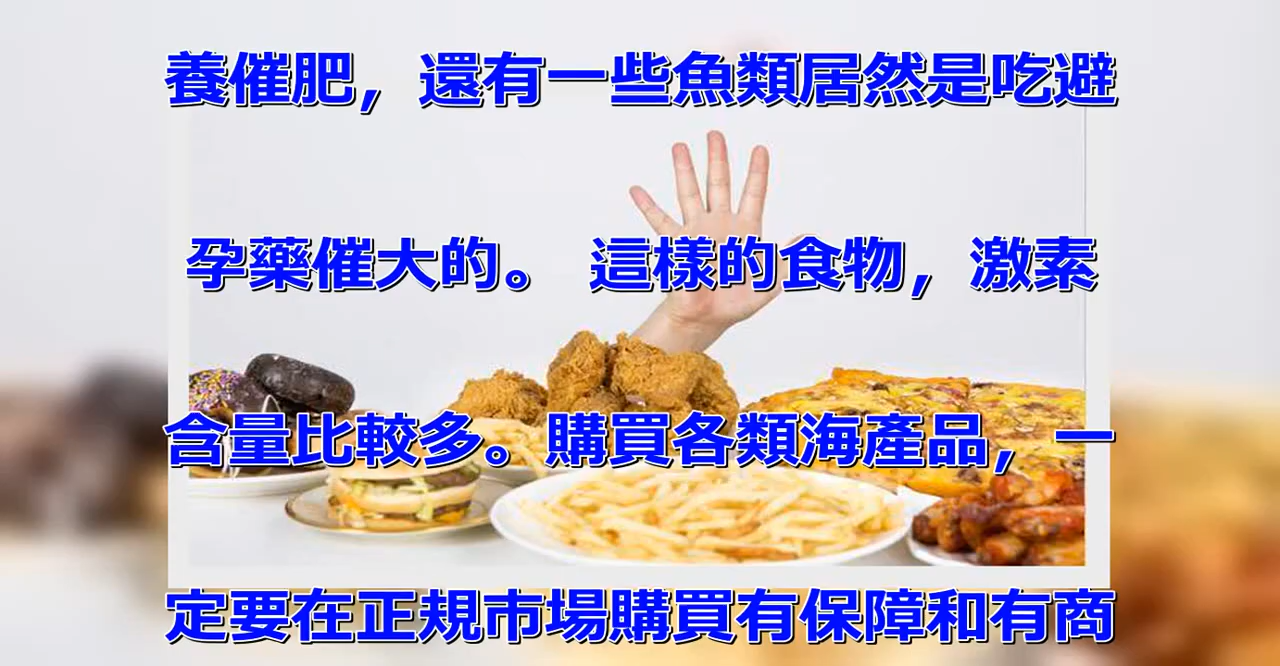 養催肥，還有一些魚類居然是吃避
孕藥催大的。 這樣的食物，激素
含量比較多。購買各類海產品，一
定要在正規市場購買有保障和有商